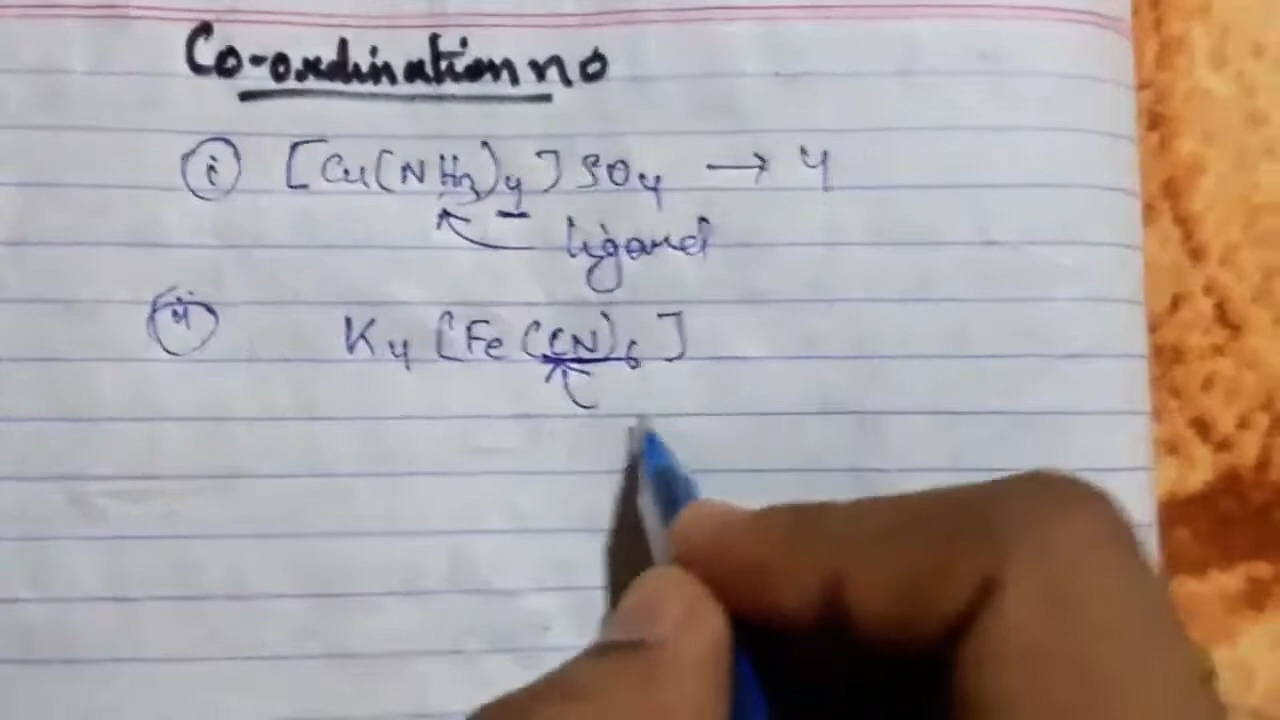 Co-ordination no
(i) [Cu(NH3)4]SO4 → 4
ligand
(ii) K4[Fe(CN)6]